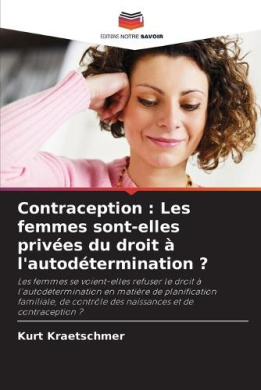 EDITIONS NOTRE SAVOIR
Contraception : Les
femmes sont-elles
privées du droit à
l'autodétermination ?
Les femmes se voient-elles refuser le droit à
l'autodétermination en matière de planification
familiale, de contrôle des naissances et de
contraception ?
Kurt Kraetschmer